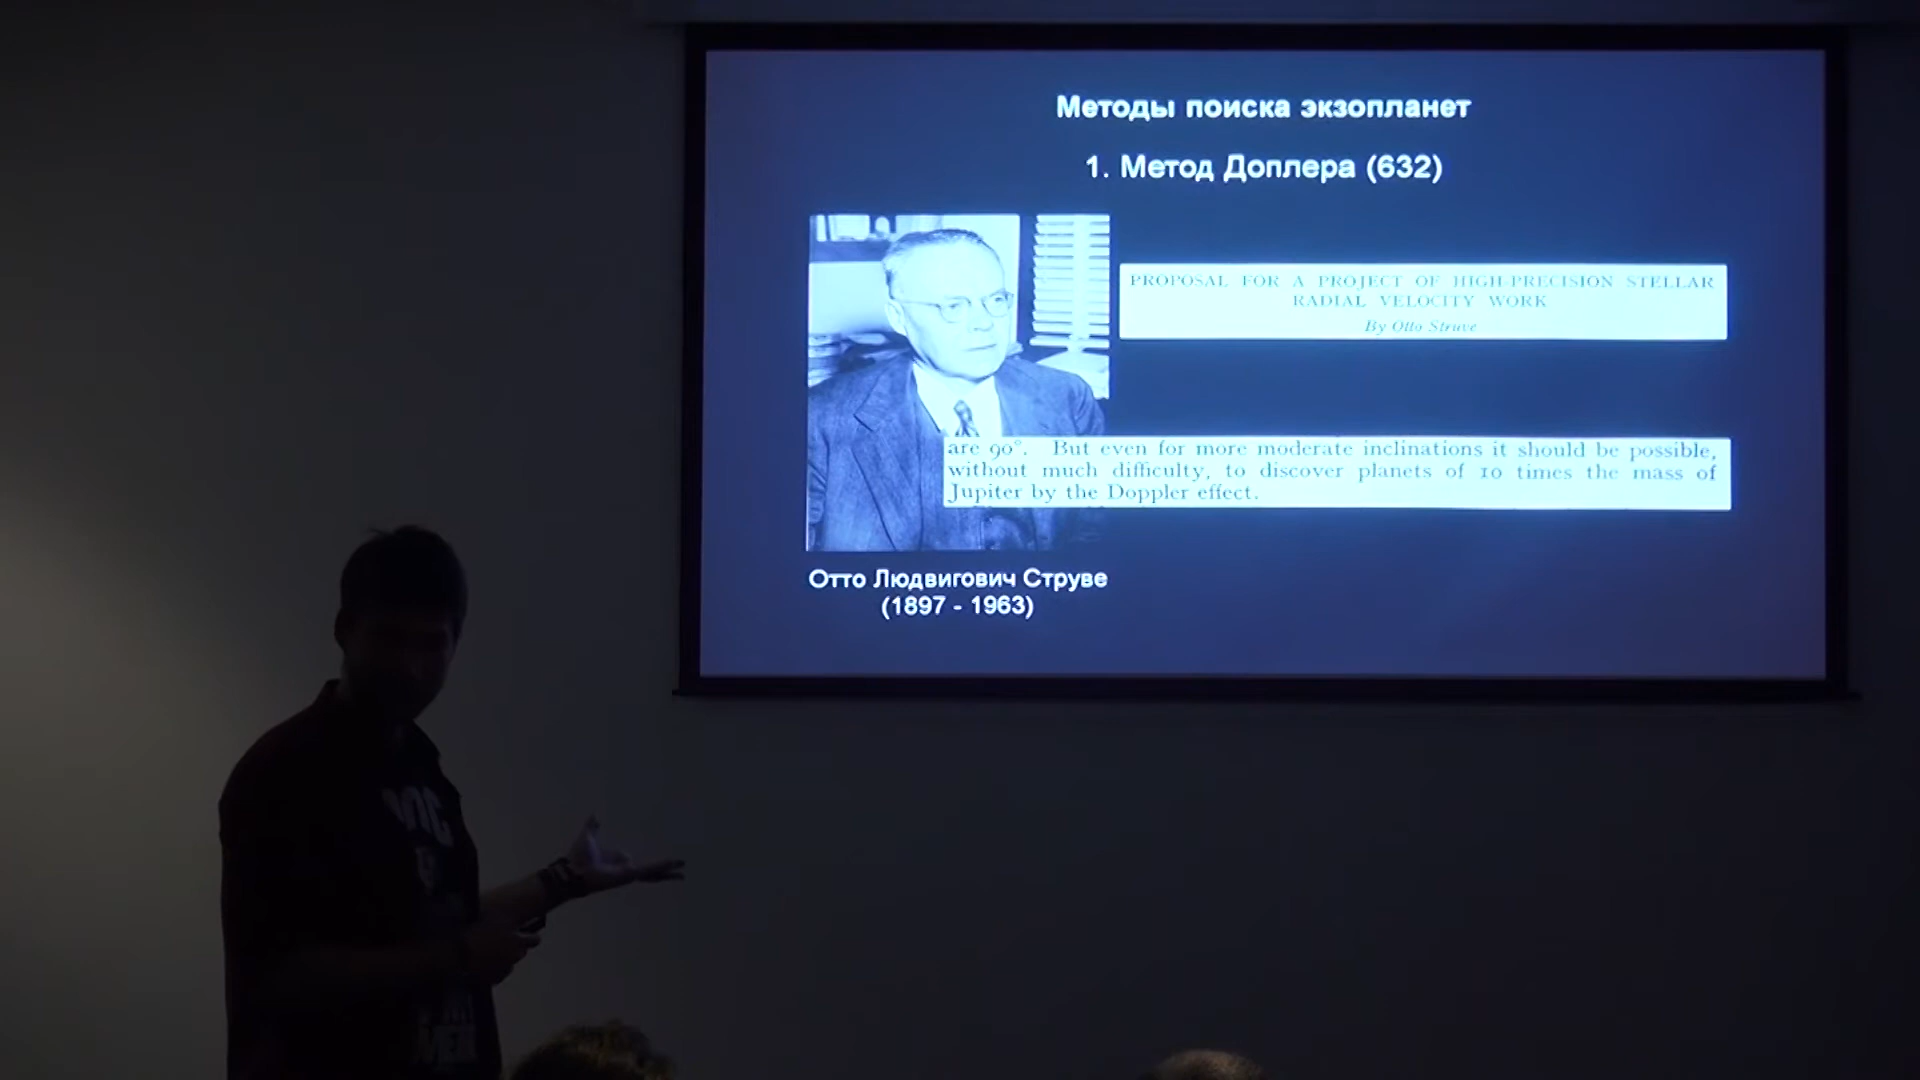 Методы поиска экзопланет
1. Метод Доплера (632)
PROPOSAL FOR A PROJECT OF HIGH-PRECISION STELLAR
RADIAL VELOCITY WORK
By Otto Struve
are 90°. But even for more moderate inclinations it should be possible,
without much difficulty, to discover planets of 10 times the mass of
Jupiter by the Doppler effect.
Отто Людвигович Струве
(1897 - 1963)